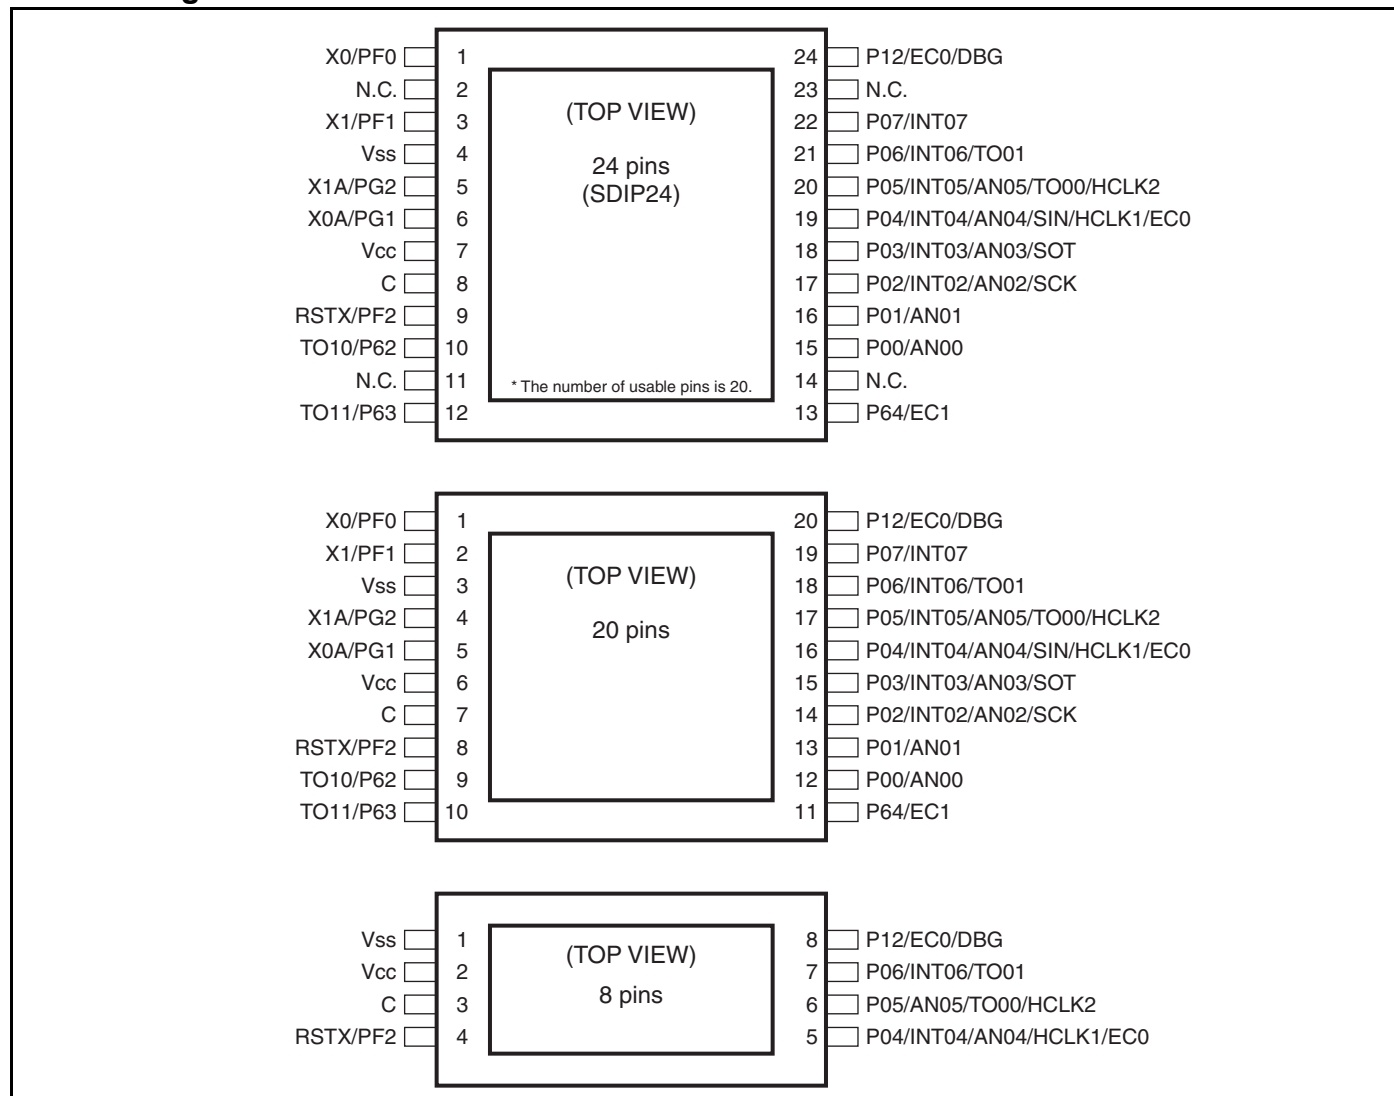 X0/PF0 1 24 P12/EC0/DBG
N.C. 2 23 N.C.
X1/PF1 3 (TOP VIEW) 22 P07/INT07
Vss 4 21 P06/INT06/TO01
24 pins
X1A/PG2 5 (SDIP24) 20 P05/INT05/AN05/TO00/HCLK2
X0A/PG1 6 19 P04/INT04/AN04/SIN/HCLK1/EC0
Vcc 7 18 P03/INT03/AN03/SOT
C 8 17 P02/INT02/AN02/SCK
RSTX/PF2 9 16 P01/AN01
TO10/P62 10 15 P00/AN00
N.C. 11 * The number of usable pins is 20. 14 N.C.
TO11/P63 12 13 P64/EC1
X0/PF0 1 20 P12/EC0/DBG
X1/PF1 2 19 P07/INT07
Vss 3 (TOP VIEW) 18 P06/INT06/TO01
X1A/PG2 4 20 pins 17 P05/INT05/AN05/TO00/HCLK2
X0A/PG1 5 16 P04/INT04/AN04/SIN/HCLK1/EC0
Vcc 6 15 P03/INT03/AN03/SOT
C 7 14 P02/INT02/AN02/SCK
RSTX/PF2 8 13 P01/AN01
TO10/P62 9 12 P00/AN00
TO11/P63 10 11 P64/EC1
Vss 1 (TOP VIEW) 8 P12/EC0/DBG
Vcc 2 7 P06/INT06/TO01
C 3 8 pins 6 P05/AN05/TO00/HCLK2
RSTX/PF2 4 5 P04/INT04/AN04/HCLK1/EC0